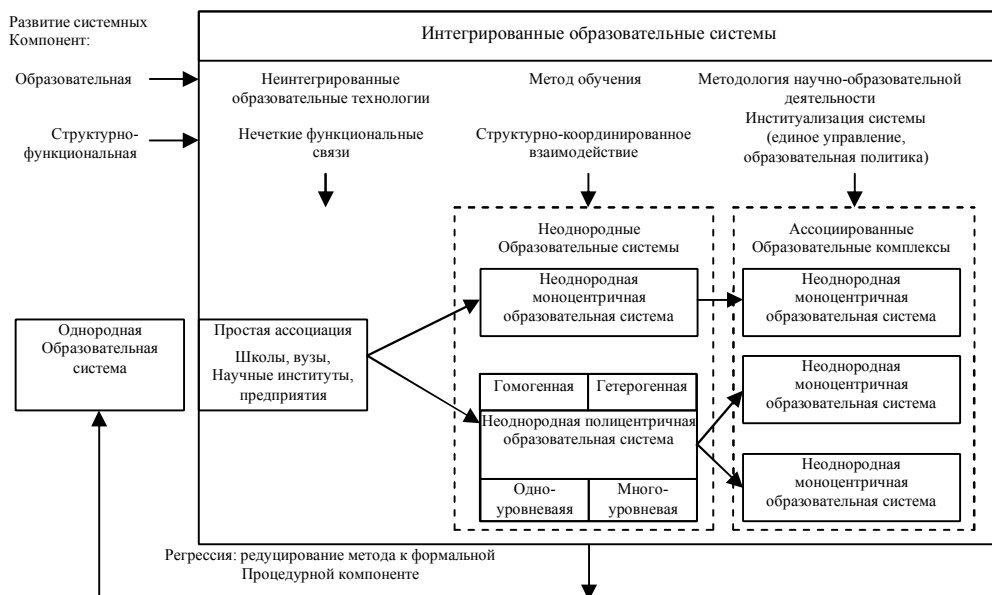 Развитие системных
Компонент:
Интегрированные образовательные системы
Образовательная
Неинтегрированные
образовательные технологии
Метод обучения
Методология научно-образовательной
деятельности
Структурно-
функциональная
Нечеткие функциональные
связи
Структурно-координированное
взаимодействие
Институализация системы
(единое управление,
образовательная политика)
Неоднородные
Образовательные системы
Ассоциированные
Образовательные комплексы
Неоднородная
моноцентричная
образовательная система
Неоднородная
моноцентричная
образовательная система
Однородная
Образовательная
система
Простая ассоциация
Школы, вузы,
Научные институты,
предприятия
Гомогенная
Гетерогенная
Неоднородная полицентричная
образовательная система
Одно-
уровневаяя
Много-
уровневая
Неоднородная
моноцентричная
образовательная система
Неоднородная
моноцентричная
образовательная система
Регрессия: редуцирование метода к формальной
Процедурной компоненте